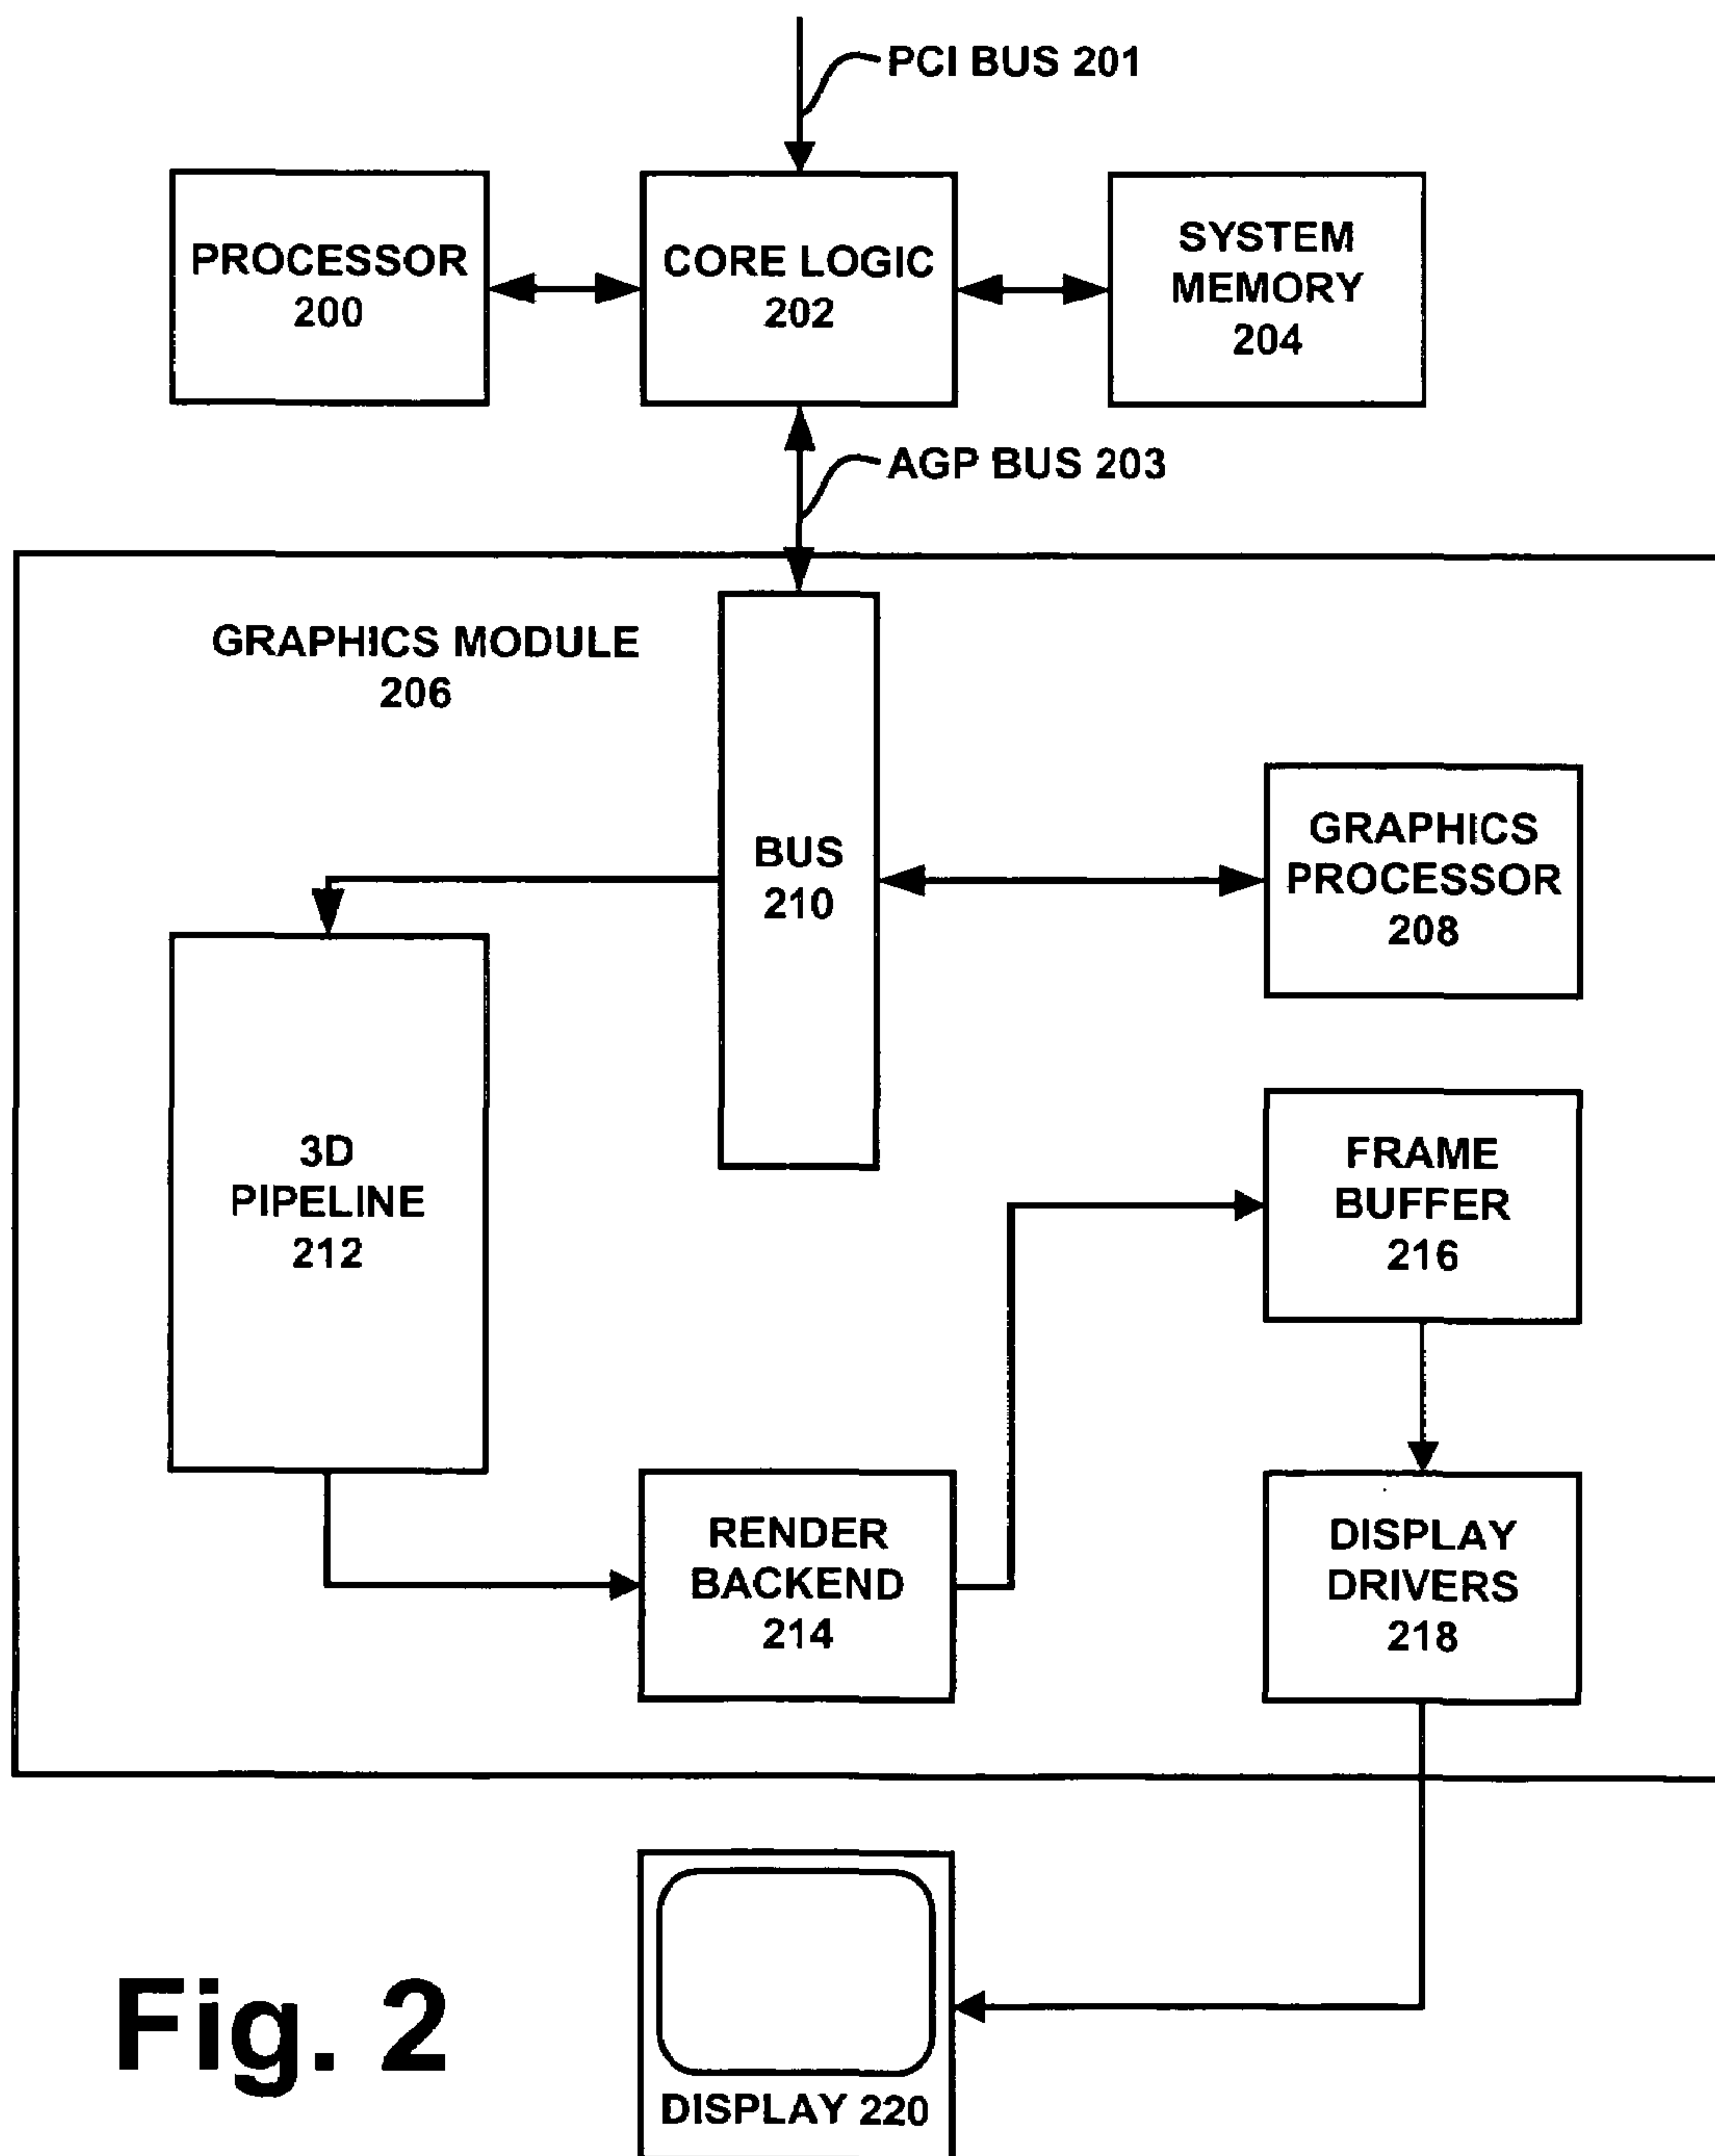 PCI BUS 201
PROCESSOR
200
CORE LOGIC
202
SYSTEM
MEMORY
204
AGP BUS 203
GRAPHICS MODULE
206
BUS
210
GRAPHICS
PROCESSOR
208
3D
PIPELINE
212
FRAME
BUFFER
216
RENDER
BACKEND
214
DISPLAY
DRIVERS
218
Fig. 2
DISPLAY 220